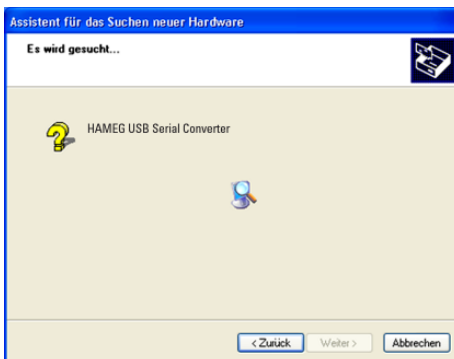 Assistent für das Suchen neuer Hardware
Es wird gesucht...
HAMEG USB Serial Converter
< Zurück
Weiter >
Abbrechen